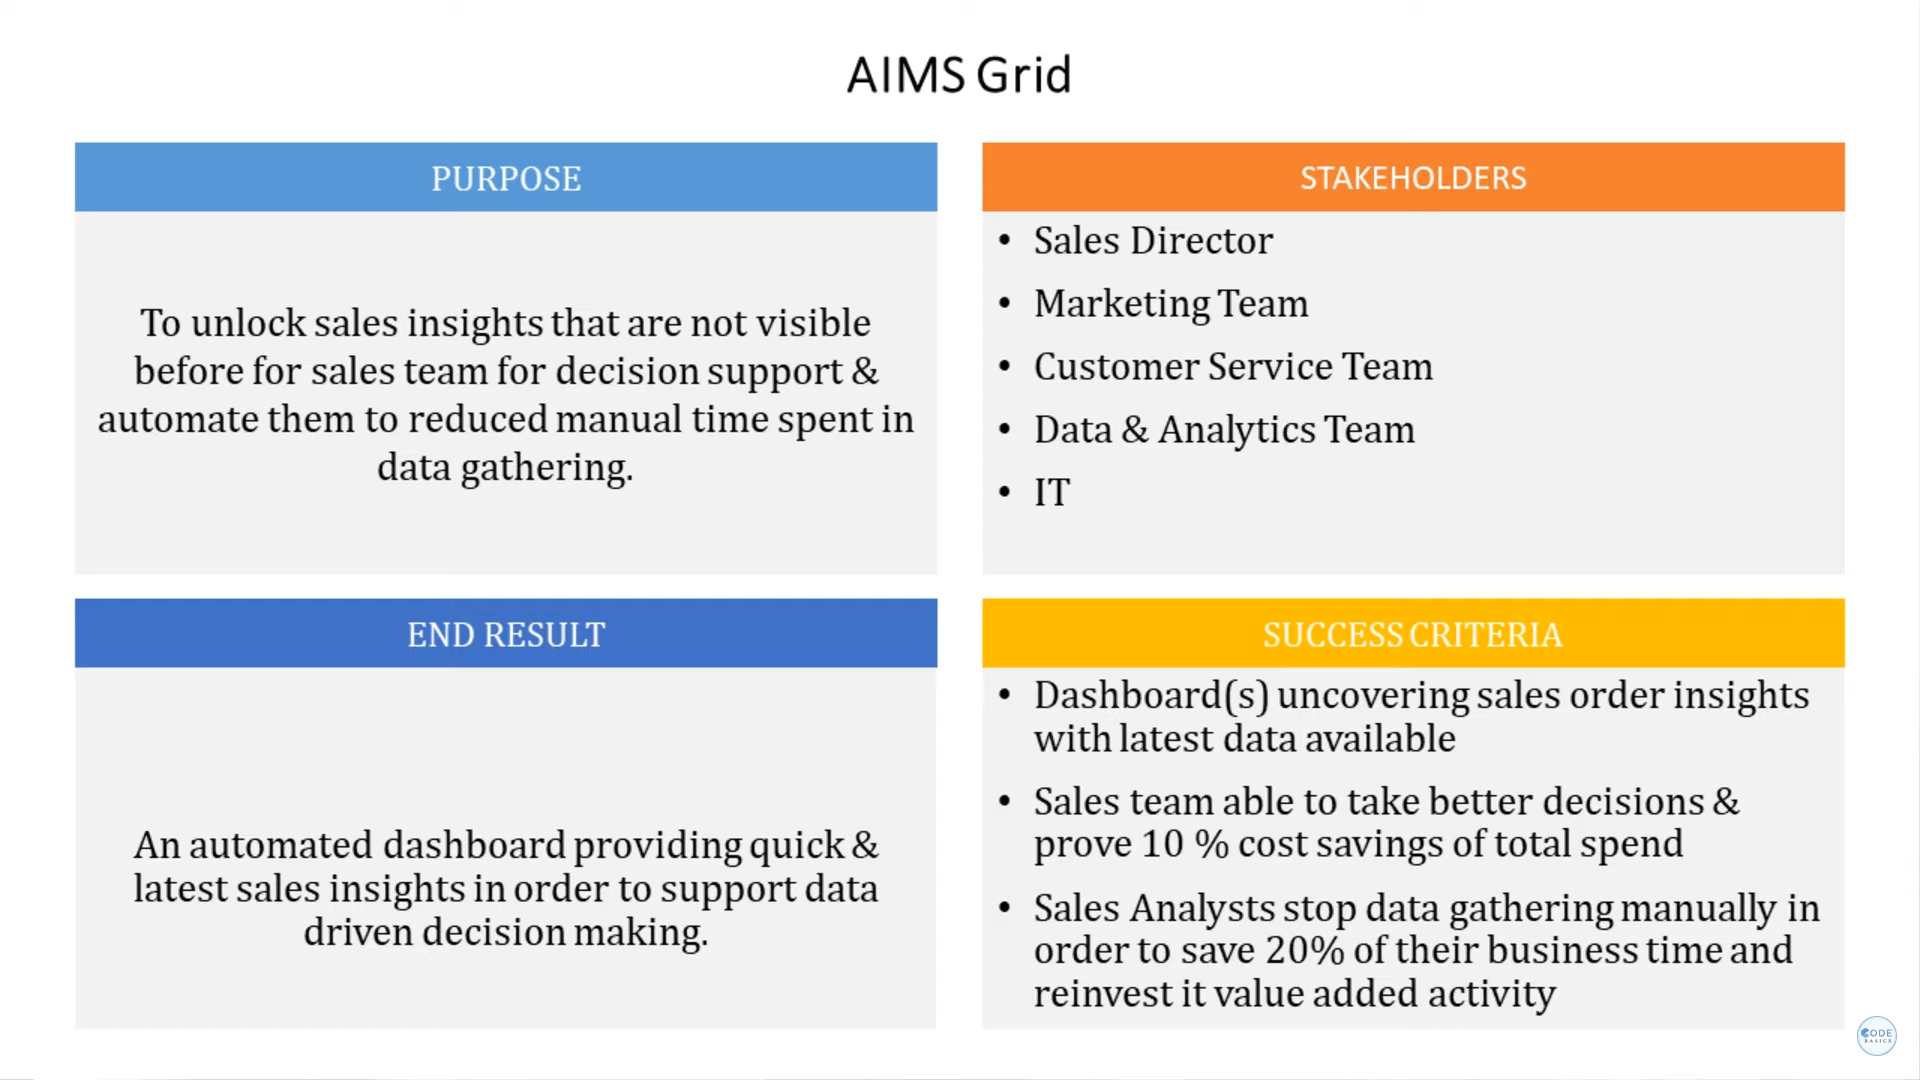 AIMS Grid
PURPOSE
To unlock sales insights that are not visible
before for sales team for decision support &
automate them to reduced manual time spent in
data gathering.
STAKEHOLDERS
• Sales Director
• Marketing Team
• Customer Service Team
• Data & Analytics Team
• IT
END RESULT
An automated dashboard providing quick &
latest sales insights in order to support data
driven decision making.
SUCCESS CRITERIA
• Dashboard(s) uncovering sales order insights
with latest data available
• Sales team able to take better decisions &
prove 10 % cost savings of total spend
• Sales Analysts stop data gathering manually in
order to save 20% of their business time and
reinvest it value added activity
CODE
BASICS